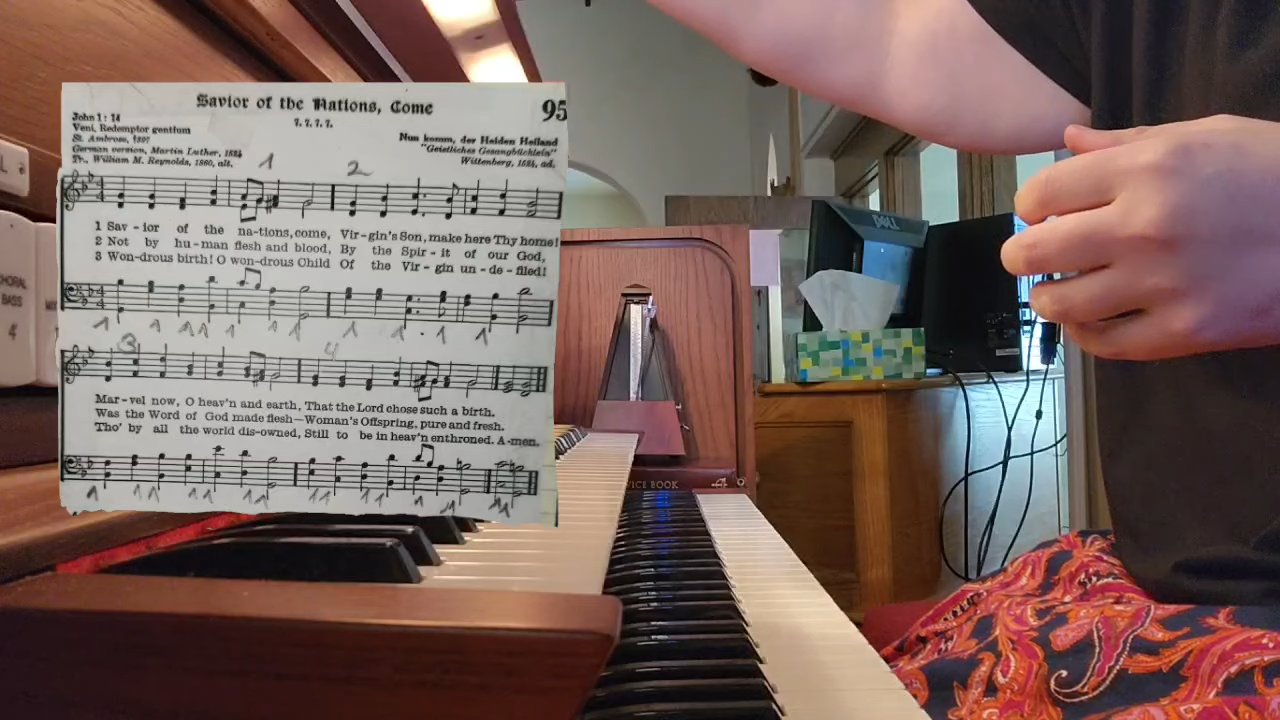 Savior of the Nations, Come
95
7. 7. 7. 7.
John 1: 14
Veni, Redemptor gentium
St. Ambrose, †397
German version, Martin Luther, 1524
Tr., William M. Reynolds, 1860, alt.
Nun komm, der Heiden Heiland
"Geistliches Gesangbüchlein"
Wittenberg, 1524, ad.
1 2
1 Sav - ior of the na-tions, come, Vir-gin's Son, make here Thy home!
2 Not by hu-man flesh and blood, By the Spir - it of our God,
3 Won-drous birth! O won-drous Child Of the Vir - gin un - de - filed!
3 4
Mar-vel now, O heav'n and earth, That the Lord chose such a birth.
Was the Word of God made flesh—Woman's Offspring, pure and fresh.
Tho' by all the world dis-owned, Still to be in heav'n enthroned. A-men.
L
CHORAL
BASS
4
DELL
VICE BOOK